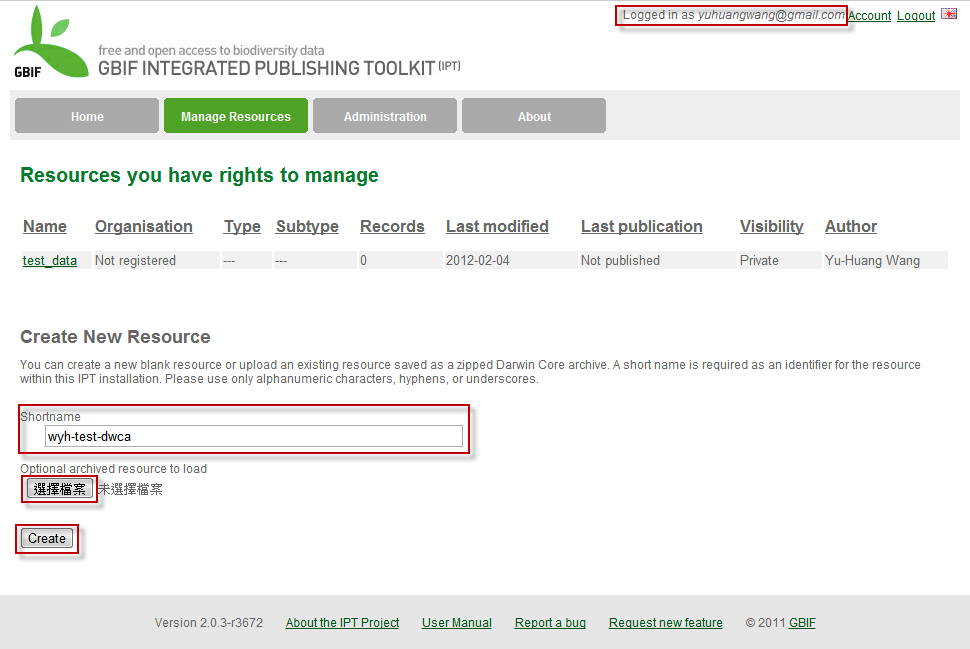 Logged in as yuhuangwang@gmail.com Account Logout
GBIF
free and open access to biodiversity data
GBIF INTEGRATED PUBLISHING TOOLKIT (IPT)
Home Manage Resources Administration About
Resources you have rights to manage
Name Organisation Type Subtype Records Last modified Last publication Visibility Author
test_data Not registered --- --- 0 2012-02-04 Not published Private Yu-Huang Wang
Create New Resource
You can create a new blank resource or upload an existing resource saved as a zipped Darwin Core archive. A short name is required as an identifier for the resource
within this IPT installation. Please use only alphanumeric characters, hyphens, or underscores.
Shortname
wyh-test-dwca
Optional archived resource to load
選擇檔案 未選擇檔案
Create
Version 2.0.3-r3672 About the IPT Project User Manual Report a bug Request new feature © 2011 GBIF